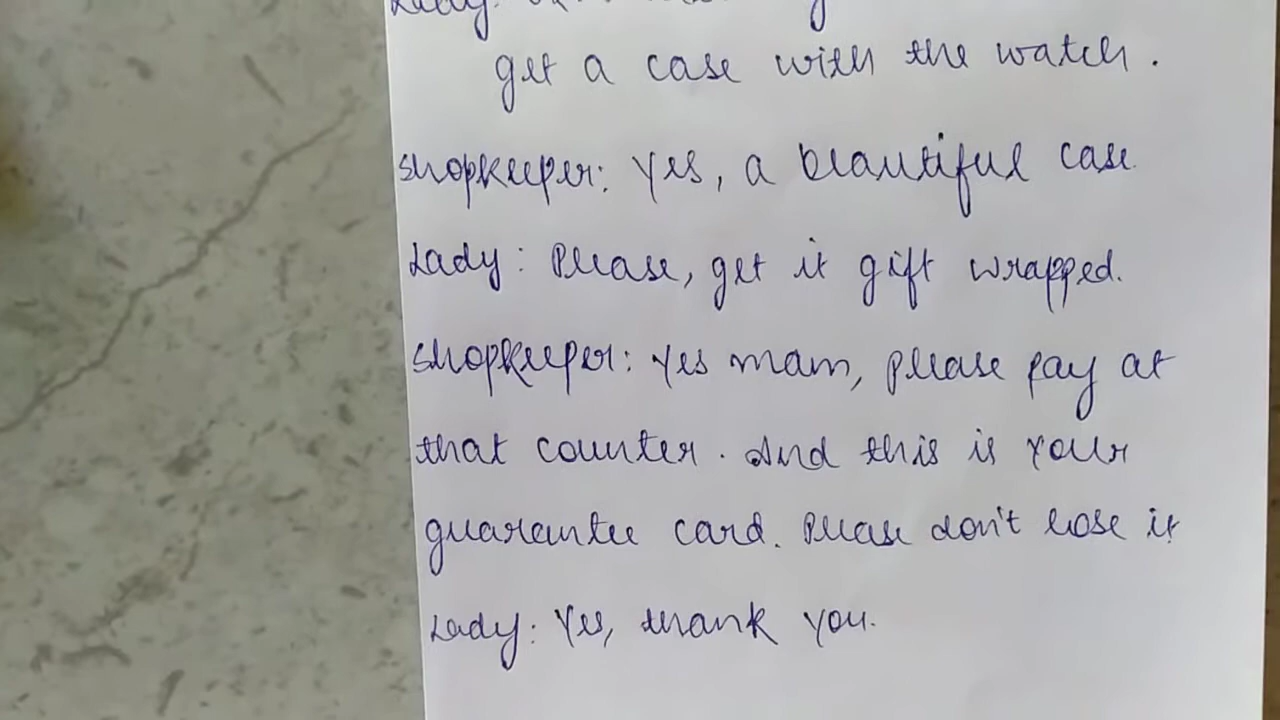 Lady:
get a case with the watch.
Shopkeeper: Yes, a beautiful case
Lady: Please, get it gift wrapped.
Shopkeeper: Yes mam, please pay at
that counter. And this is your
guarantee card. Please don't lose it
Lady: Yes, thank you.